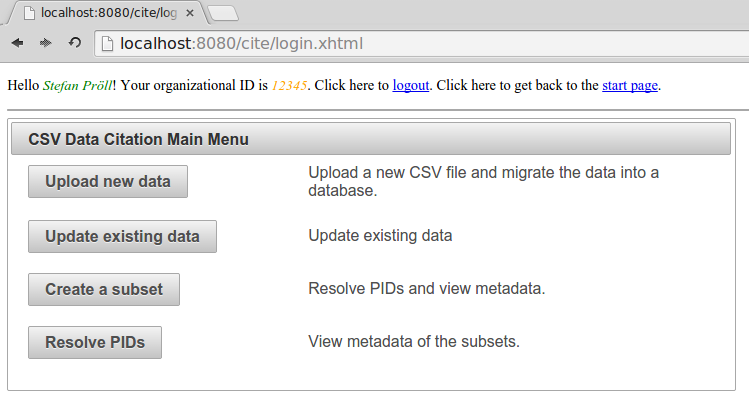 localhost:8080/cite/log
localhost:8080/cite/login.xhtml
Hello Stefan Pröll! Your organizational ID is 12345. Click here to logout. Click here to get back to the start page.
CSV Data Citation Main Menu
Upload new data
Upload a new CSV file and migrate the data into a
database.
Update existing data
Update existing data
Create a subset
Resolve PIDs and view metadata.
Resolve PIDs
View metadata of the subsets.